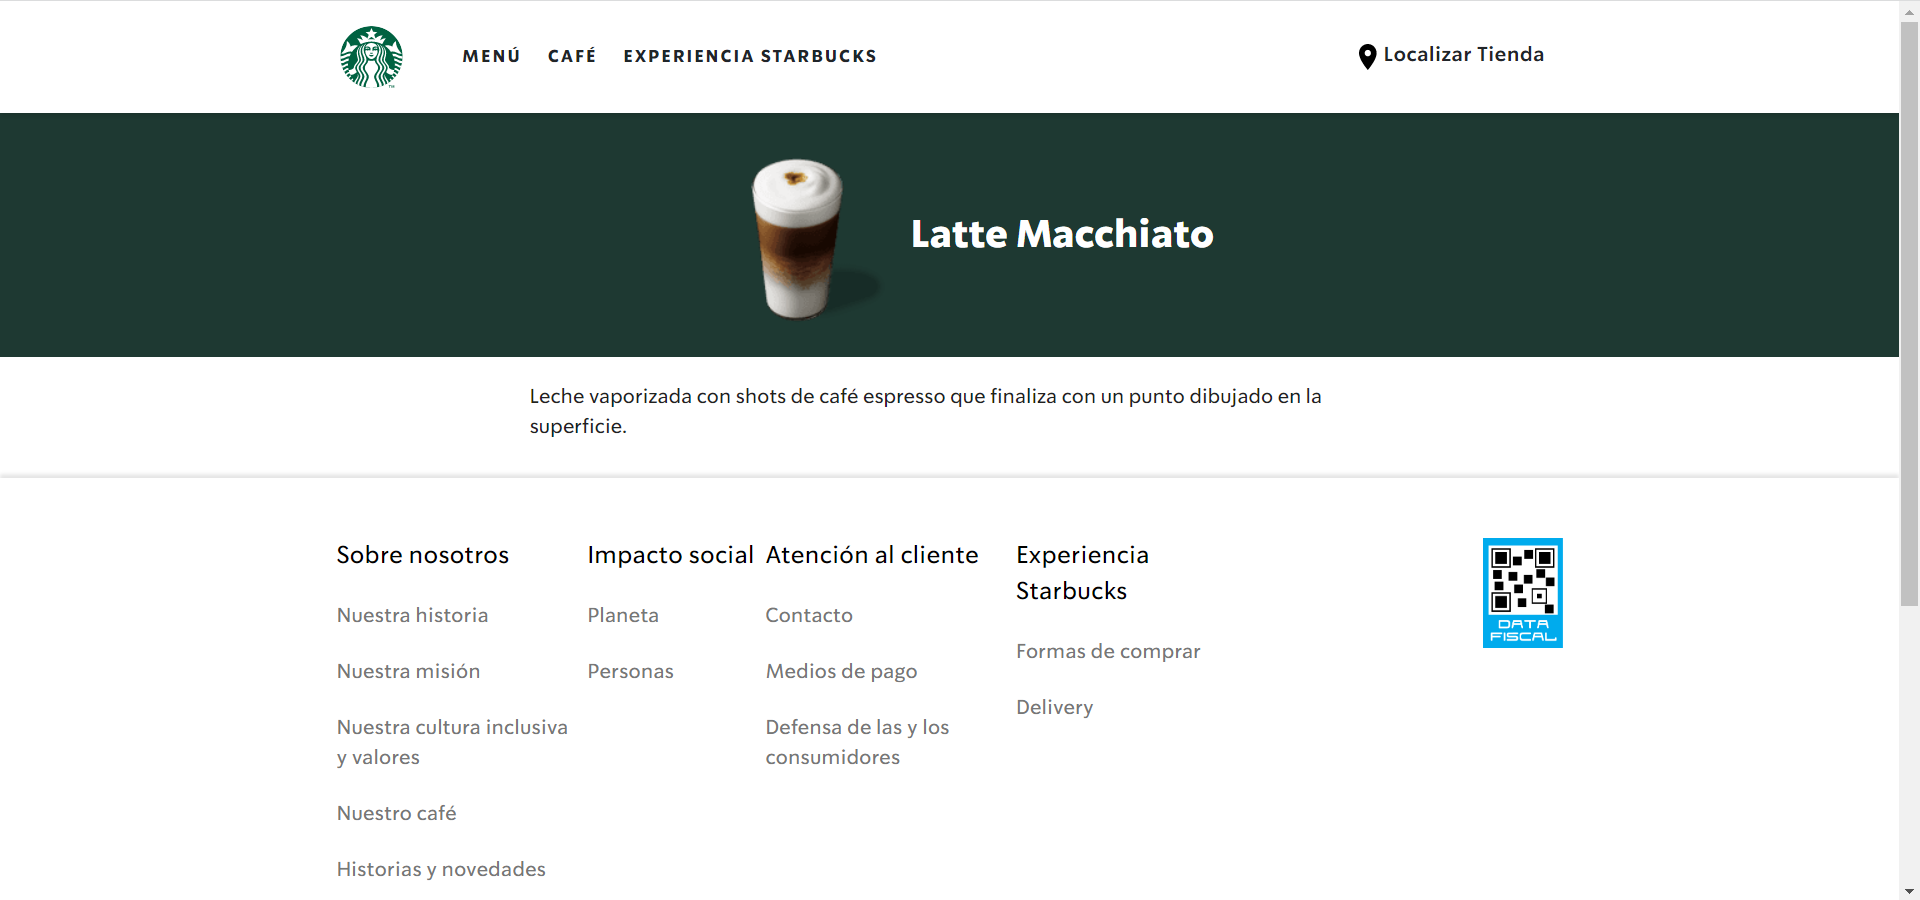 MENÚ CAFÉ EXPERIENCIA STARBUCKS
Localizar Tienda
Latte Macchiato
Leche vaporizada con shots de café espresso que finaliza con un punto dibujado en la
superficie.
Sobre nosotros
Nuestra historia
Nuestra misión
Nuestra cultura inclusiva
y valores
Nuestro café
Historias y novedades
Impacto social
Planeta
Personas
Atención al cliente
Contacto
Medios de pago
Defensa de las y los
consumidores
Experiencia
Starbucks
Formas de comprar
Delivery
DATA
FISCAL